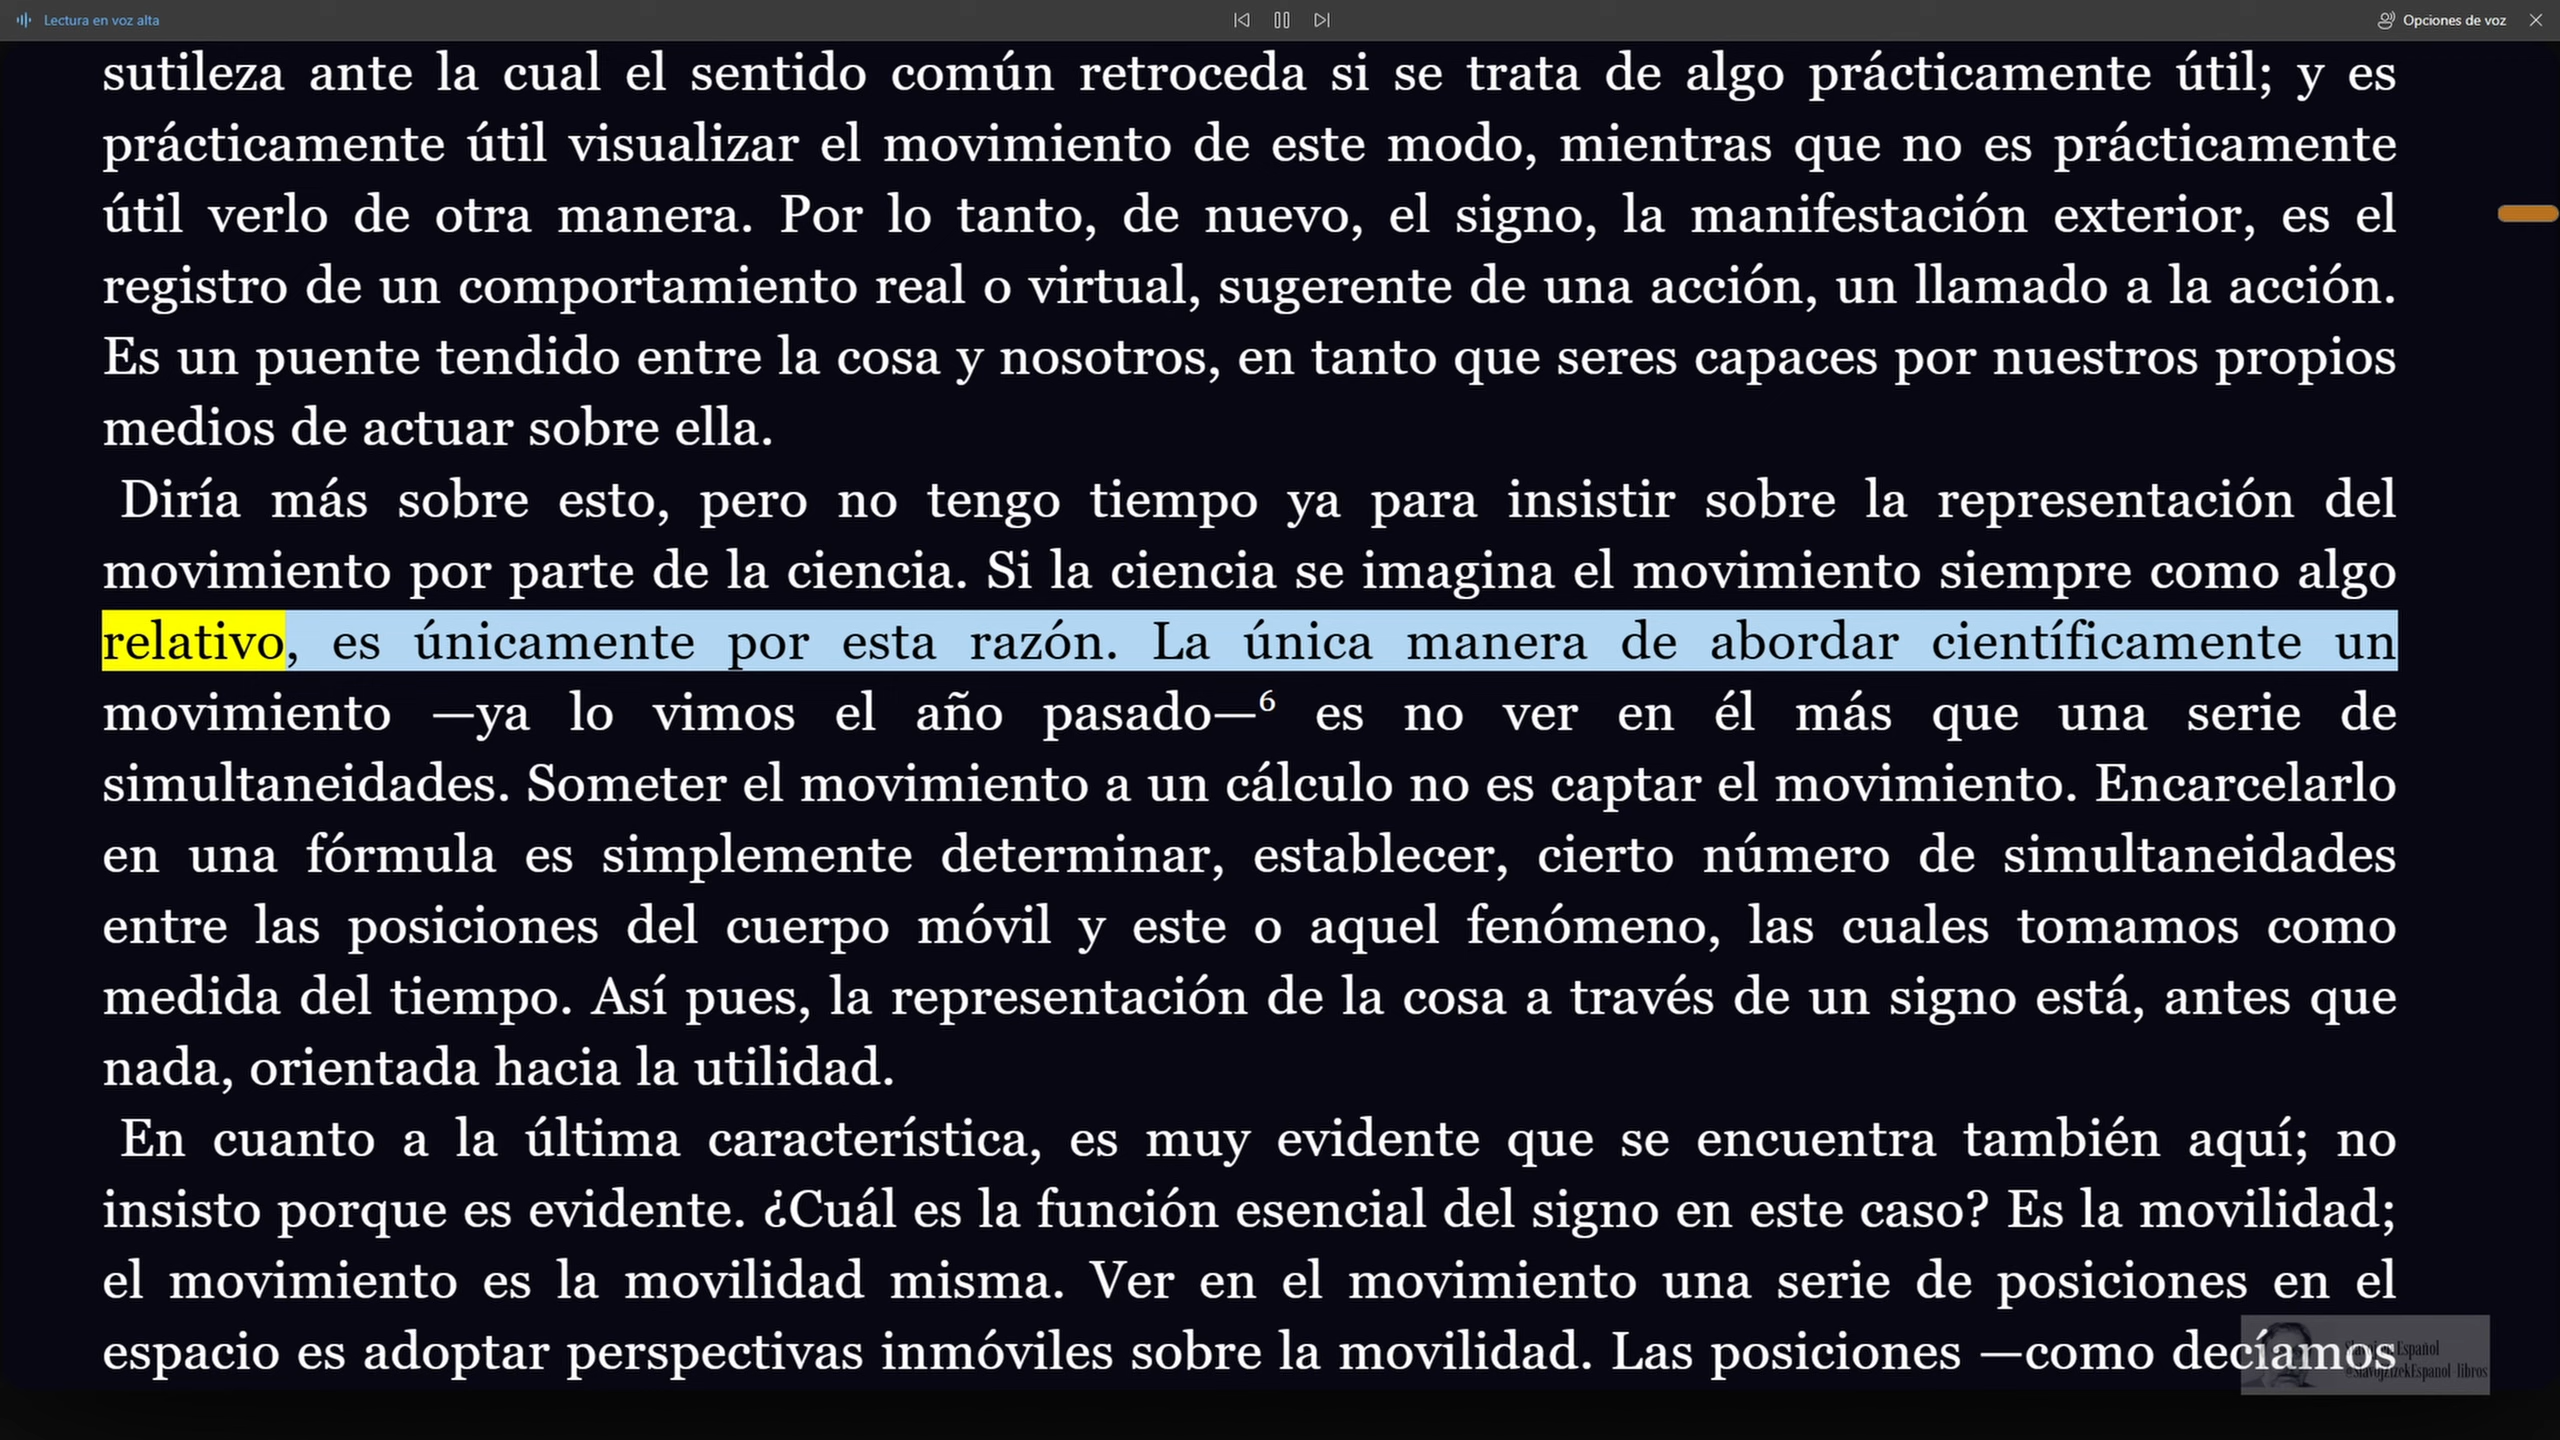 Lectura en voz alta
Opciones de voz
sutileza ante la cual el sentido común retroceda si se trata de algo prácticamente útil; y es
prácticamente útil visualizar el movimiento de este modo, mientras que no es prácticamente
útil verlo de otra manera. Por lo tanto, de nuevo, el signo, la manifestación exterior, es el
registro de un comportamiento real o virtual, sugerente de una acción, un llamado a la acción.
Es un puente tendido entre la cosa y nosotros, en tanto que seres capaces por nuestros propios
medios de actuar sobre ella.
Diría más sobre esto, pero no tengo tiempo ya para insistir sobre la representación del
movimiento por parte de la ciencia. Si la ciencia se imagina el movimiento siempre como algo
relativo, es únicamente por esta razón. La única manera de abordar científicamente un
movimiento —ya lo vimos el año pasado—⁶ es no ver en él más que una serie de
simultaneidades. Someter el movimiento a un cálculo no es captar el movimiento. Encarcelarlo
en una fórmula es simplemente determinar, establecer, cierto número de simultaneidades
entre las posiciones del cuerpo móvil y este o aquel fenómeno, las cuales tomamos como
medida del tiempo. Así pues, la representación de la cosa a través de un signo está, antes que
nada, orientada hacia la utilidad.
En cuanto a la última característica, es muy evidente que se encuentra también aquí; no
insisto porque es evidente. ¿Cuál es la función esencial del signo en este caso? Es la movilidad;
el movimiento es la movilidad misma. Ver en el movimiento una serie de posiciones en el
espacio es adoptar perspectivas inmóviles sobre la movilidad. Las posiciones —como decíamos
Español